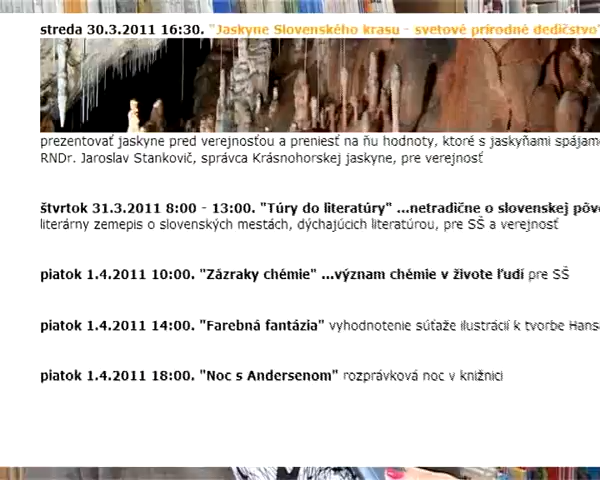 streda 30.3.2011 16:30. "Jaskyne Slovenského krasu - svetové prírodné dedičstvo"
prezentovať jaskyne pred verejnosťou a preniesť na ňu hodnoty, ktoré s jaskyňami spájam
RNDr. Jaroslav Stankovič, správca Krásnohorskej jaskyne, pre verejnosť
štvrtok 31.3.2011 8:00 - 13:00. "Túry do literatúry" ...netradične o slovenskej pôv
literárny zemepis o slovenských mestách, dýchajúcich literatúrou, pre SŠ a verejnosť
piatok 1.4.2011 10:00. "Zázraky chémie" ...význam chémie v živote ľudí pre SŠ
piatok 1.4.2011 14:00. "Farebná fantázia" vyhodnotenie súťaže ilustrácií k tvorbe Hans
piatok 1.4.2011 18:00. "Noc s Andersenom" rozprávková noc v knižnici